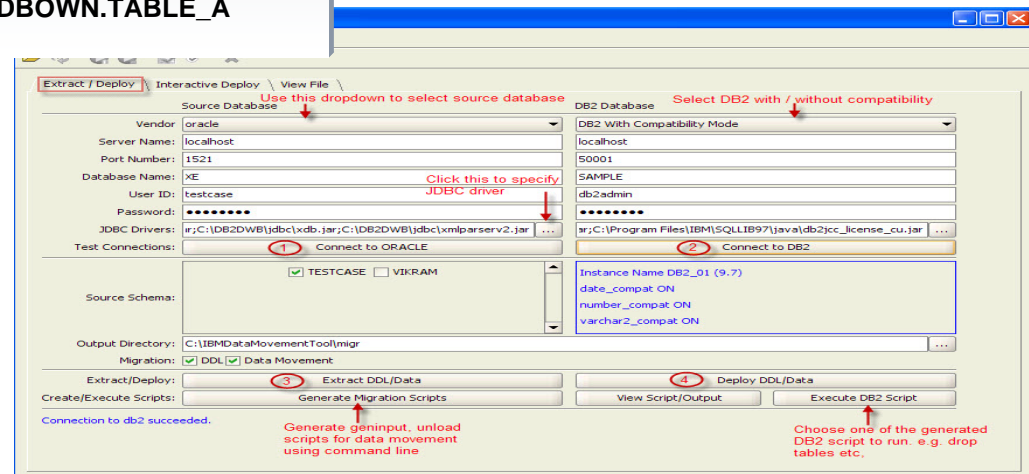 DBOWN.TABLE_A
Extract / Deploy
Interactive Deploy
View File
Source Database
Use this dropdown to select source database
DB2 Database
Select DB2 with / without compatibility
Vendor
oracle
DB2 With Compatibility Mode
Server Name:
localhost
localhost
Port Number:
1521
50001
Database Name:
XE
Click this to specify
JDBC driver
SAMPLE
User ID:
testcase
db2admin
Password:
●●●●●●●●
●●●●●●●●
JDBC Drivers:
ir;C:\DB2DWB\jdbc\xdb.jar;C:\DB2DWB\jdbc\xmlparserv2.jar
...
ar;C:\Program Files\IBM\SQLLIB97\java\db2jcc_license_cu.jar
...
Test Connections:
1
Connect to ORACLE
2
Connect to DB2
Source Schema:
TESTCASE
VIKRAM
Instance Name DB2_01 (9.7)
date_compat ON
number_compat ON
varchar2_compat ON
Output Directory:
C:\IBMDataMovementTool\migr
...
Migration:
DDL
Data Movement
Extract/Deploy:
3
Extract DDL/Data
4
Deploy DDL/Data
Create/Execute Scripts:
Generate Migration Scripts
View Script/Output
Execute DB2 Script
Connection to db2 succeeded.
Generate geninput, unload
scripts for data movement
using command line
Choose one of the generated
DB2 script to run. e.g. drop
tables etc,